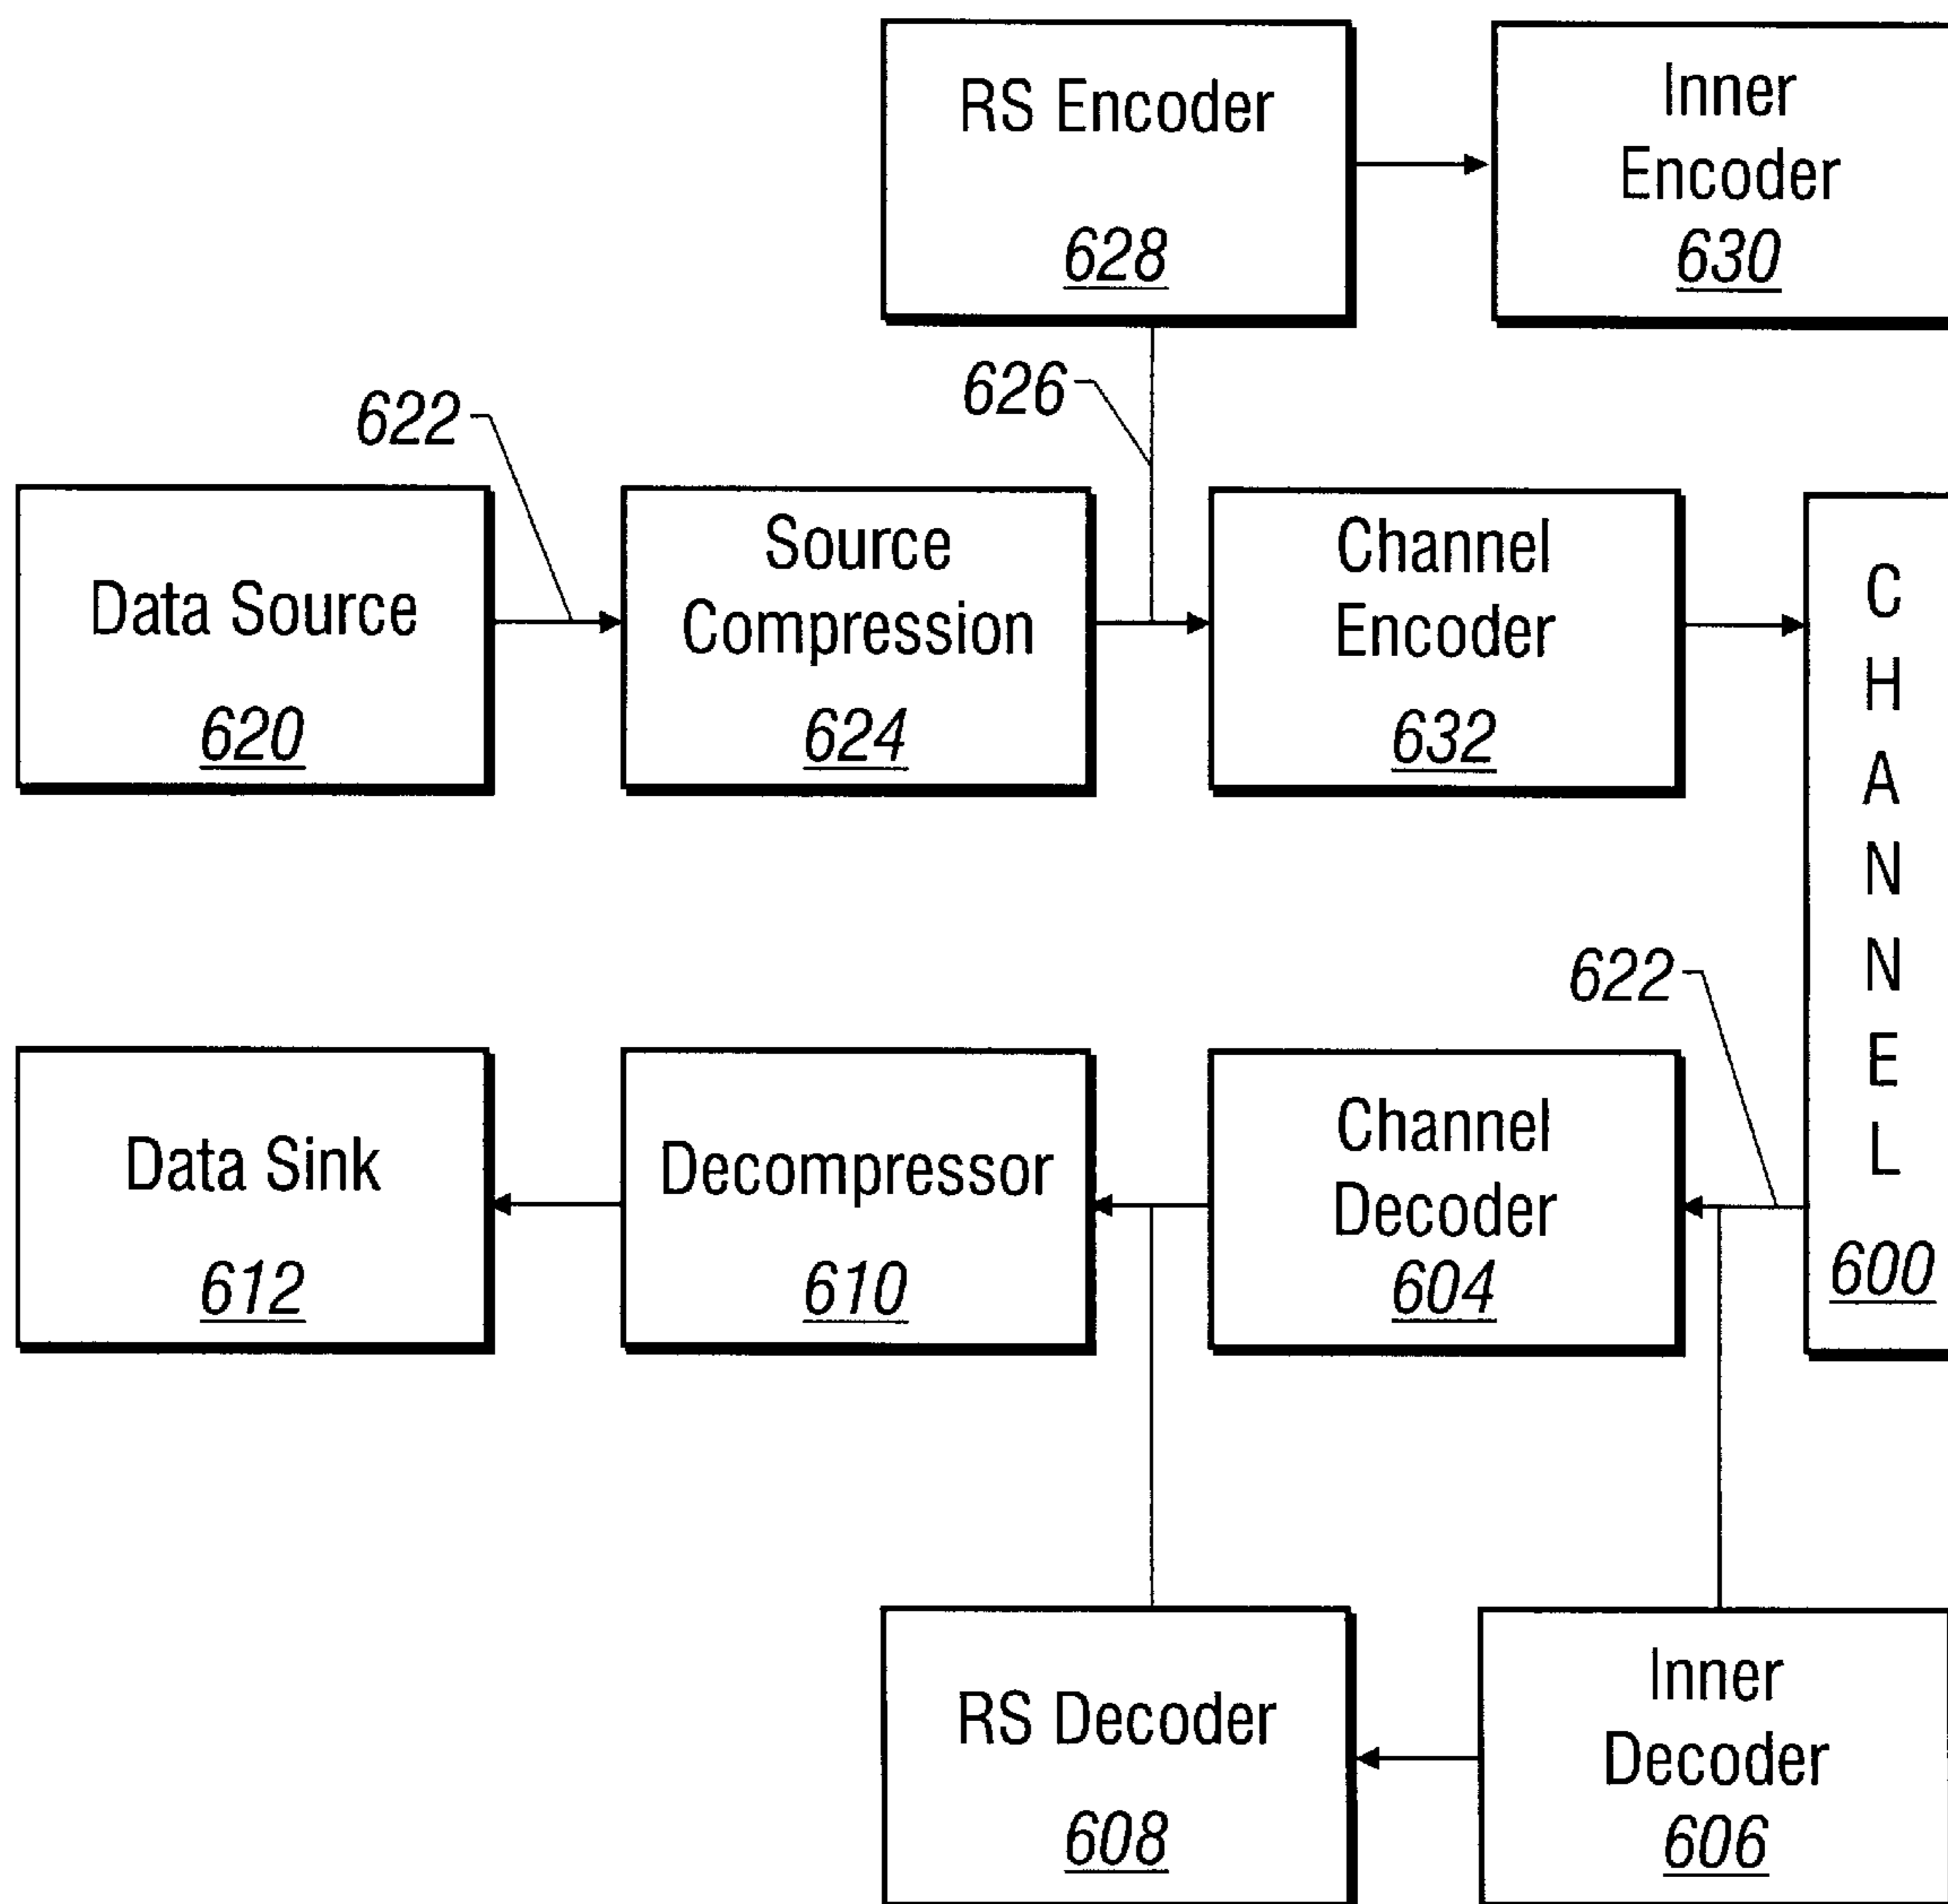 RS Encoder
628
Inner
Encoder
630
622
626
Data Source
620
Source
Compression
624
Channel
Encoder
632
CHANNEL
600
622
Data Sink
612
Decompressor
610
Channel
Decoder
604
RS Decoder
608
Inner
Decoder
606